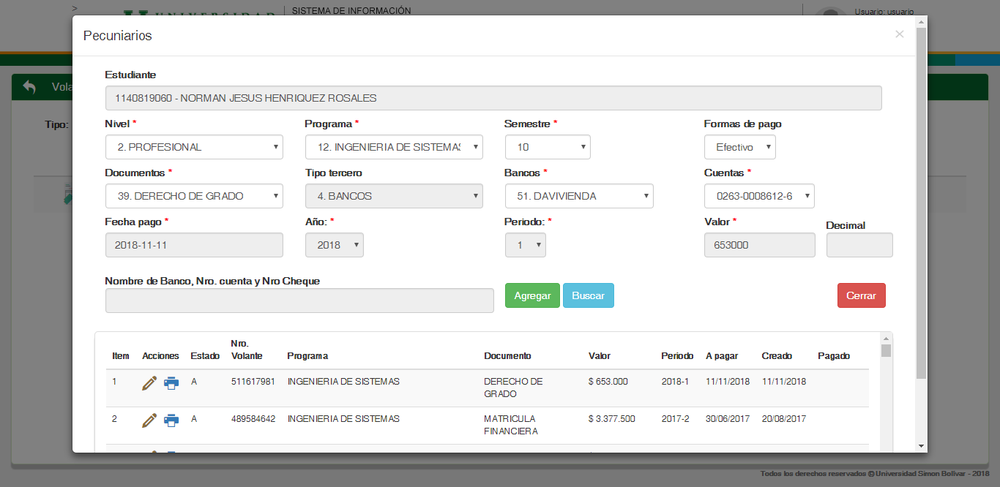 >
UNIVERSIDAD
SISTEMA DE INFORMACIÓN
Usuario: usuario
Pecuniarios
×
Vola
Tipo:
Estudiante
1140819060 - NORMAN JESUS HENRIQUEZ ROSALES
Nivel * Programa * Semestre * Formas de pago
2. PROFESIONAL 12. INGENIERIA DE SISTEMAS 10 Efectivo
Documentos * Tipo tercero Bancos * Cuentas *
39. DERECHO DE GRADO 4. BANCOS 51. DAVIVIENDA 0263-0008612-6
Fecha pago * Año: * Periodo: * Valor * Decimal
2018-11-11 2018 1 653000
Nombre de Banco, Nro. cuenta y Nro Cheque
Agregar Buscar Cerrar
Item Acciones Estado Nro. Volante Programa Documento Valor Periodo A pagar Creado Pagado
1 A 511617981 INGENIERIA DE SISTEMAS DERECHO DE GRADO $ 653.000 2018-1 11/11/2018 11/11/2018
2 A 489584642 INGENIERIA DE SISTEMAS MATRICULA FINANCIERA $ 3.377.500 2017-2 30/06/2017 20/08/2017
Todos los derechos reservados © Universidad Simon Bolívar - 2018